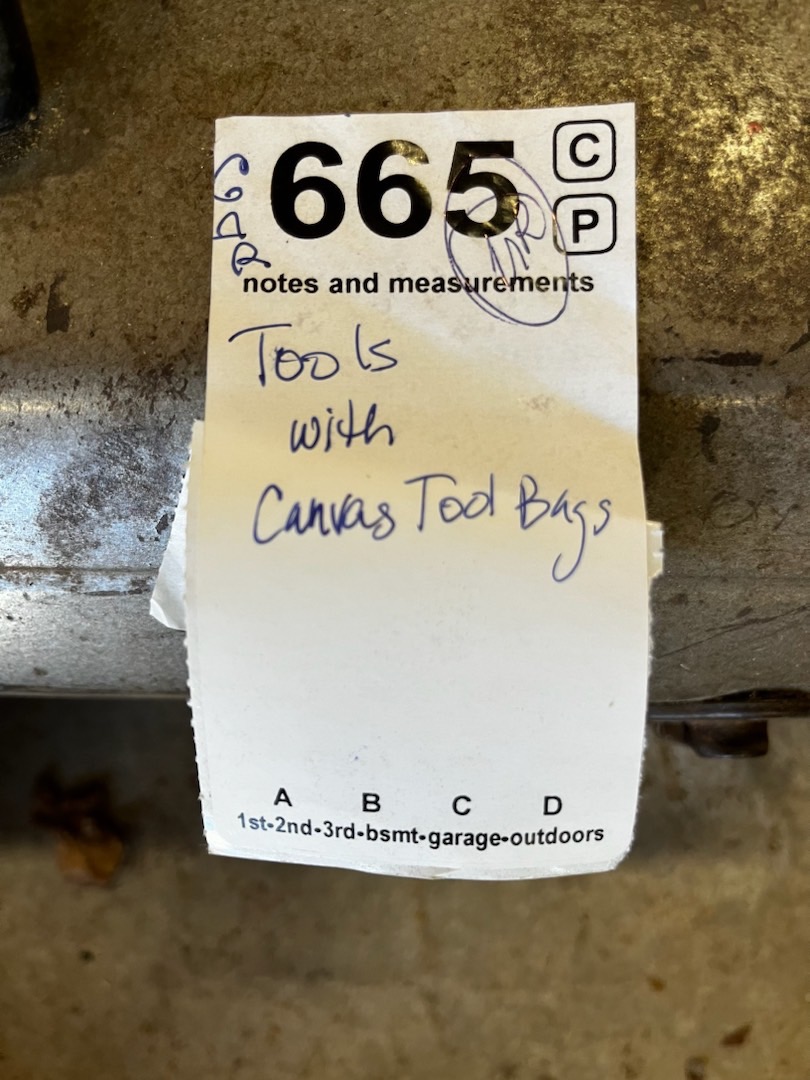 665
C
P
notes and measurements
Tools
with
Canvas Tool Bags
A B C D
1st-2nd-3rd-bsmt-garage-outdoors